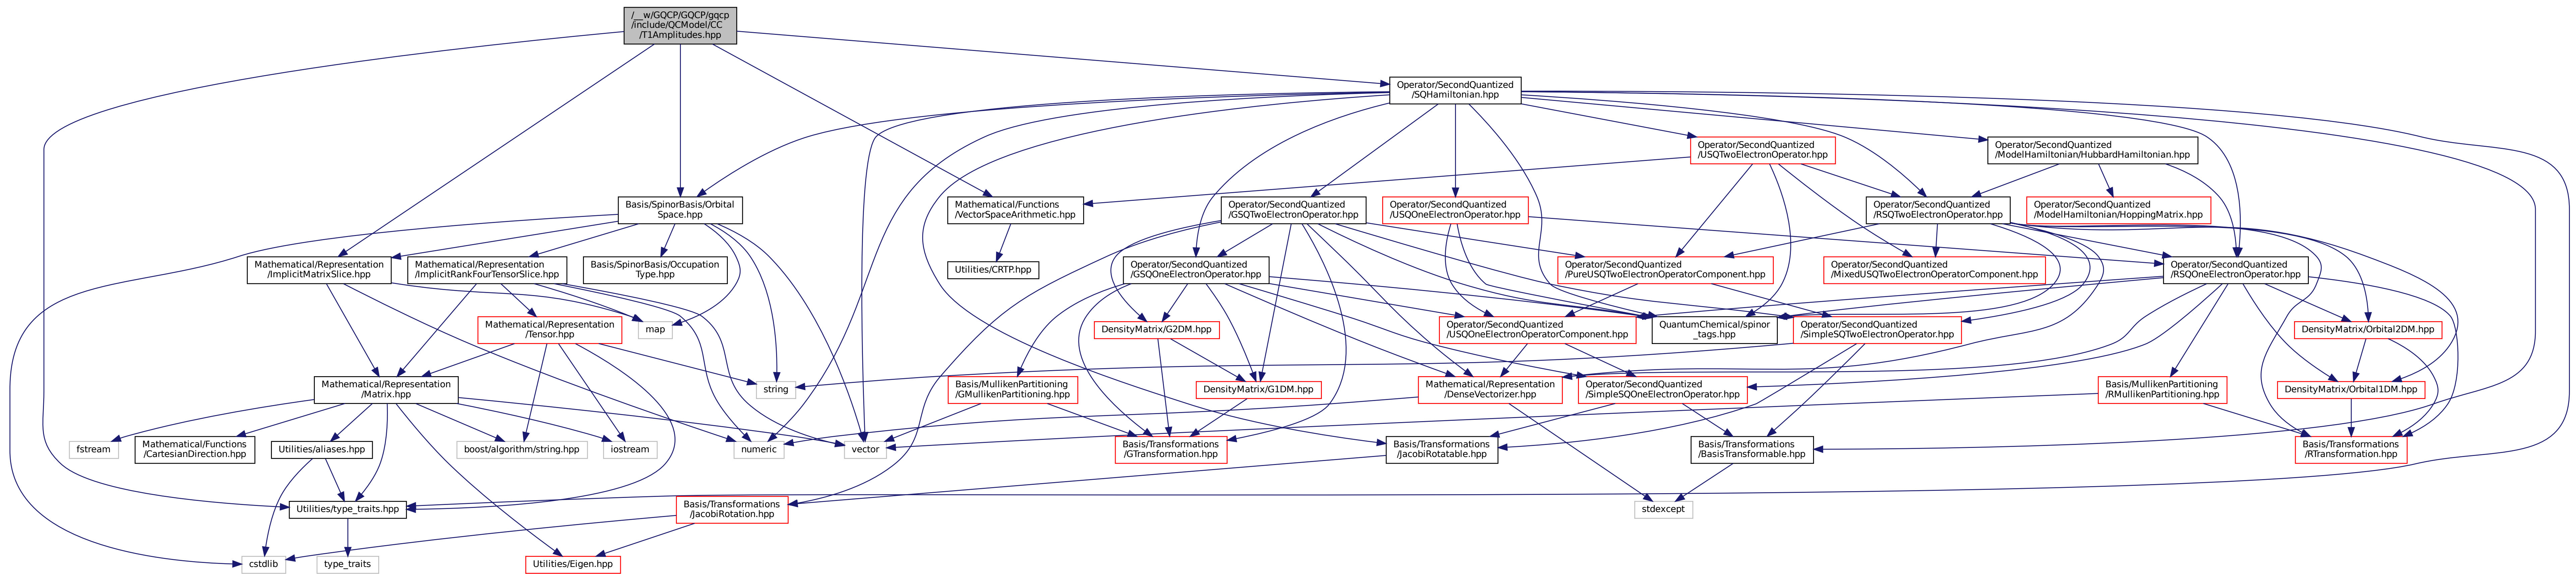 /__w/GQCP/GQCP/gqcp
/include/QCModel/CC
/T1Amplitudes.hpp
Operator/SecondQuantized
/SQHamiltonian.hpp
Operator/SecondQuantized
/USQTwoElectronOperator.hpp
Operator/SecondQuantized
/ModelHamiltonian/HubbardHamiltonian.hpp
Basis/SpinorBasis/Orbital
Space.hpp
Mathematical/Functions
/VectorSpaceArithmetic.hpp
Operator/SecondQuantized
/GSQTwoElectronOperator.hpp
Operator/SecondQuantized
/USQOneElectronOperator.hpp
Operator/SecondQuantized
/RSQTwoElectronOperator.hpp
Operator/SecondQuantized
/ModelHamiltonian/HoppingMatrix.hpp
Mathematical/Representation
/ImplicitMatrixSlice.hpp
Mathematical/Representation
/ImplicitRankFourTensorSlice.hpp
Basis/SpinorBasis/Occupation
Type.hpp
Utilities/CRTP.hpp
Operator/SecondQuantized
/GSQOneElectronOperator.hpp
Operator/SecondQuantized
/PureUSQTwoElectronOperatorComponent.hpp
Operator/SecondQuantized
/MixedUSQTwoElectronOperatorComponent.hpp
Operator/SecondQuantized
/RSQOneElectronOperator.hpp
Mathematical/Representation
/Tensor.hpp
map
DensityMatrix/G2DM.hpp
Operator/SecondQuantized
/USQOneElectronOperatorComponent.hpp
QuantumChemical/spinor
_tags.hpp
Operator/SecondQuantized
/SimpleSQTwoElectronOperator.hpp
DensityMatrix/Orbital2DM.hpp
Mathematical/Representation
/Matrix.hpp
string
Basis/MullikenPartitioning
/GMullikenPartitioning.hpp
DensityMatrix/G1DM.hpp
Mathematical/Representation
/DenseVectorizer.hpp
Operator/SecondQuantized
/SimpleSQOneElectronOperator.hpp
Basis/MullikenPartitioning
/RMullikenPartitioning.hpp
DensityMatrix/Orbital1DM.hpp
fstream
Mathematical/Functions
/CartesianDirection.hpp
Utilities/aliases.hpp
boost/algorithm/string.hpp
iostream
numeric
vector
Basis/Transformations
/GTransformation.hpp
Basis/Transformations
/JacobiRotatable.hpp
Basis/Transformations
/BasisTransformable.hpp
Basis/Transformations
/RTransformation.hpp
Utilities/type_traits.hpp
Basis/Transformations
/JacobiRotation.hpp
stdexcept
cstdlib
type_traits
Utilities/Eigen.hpp